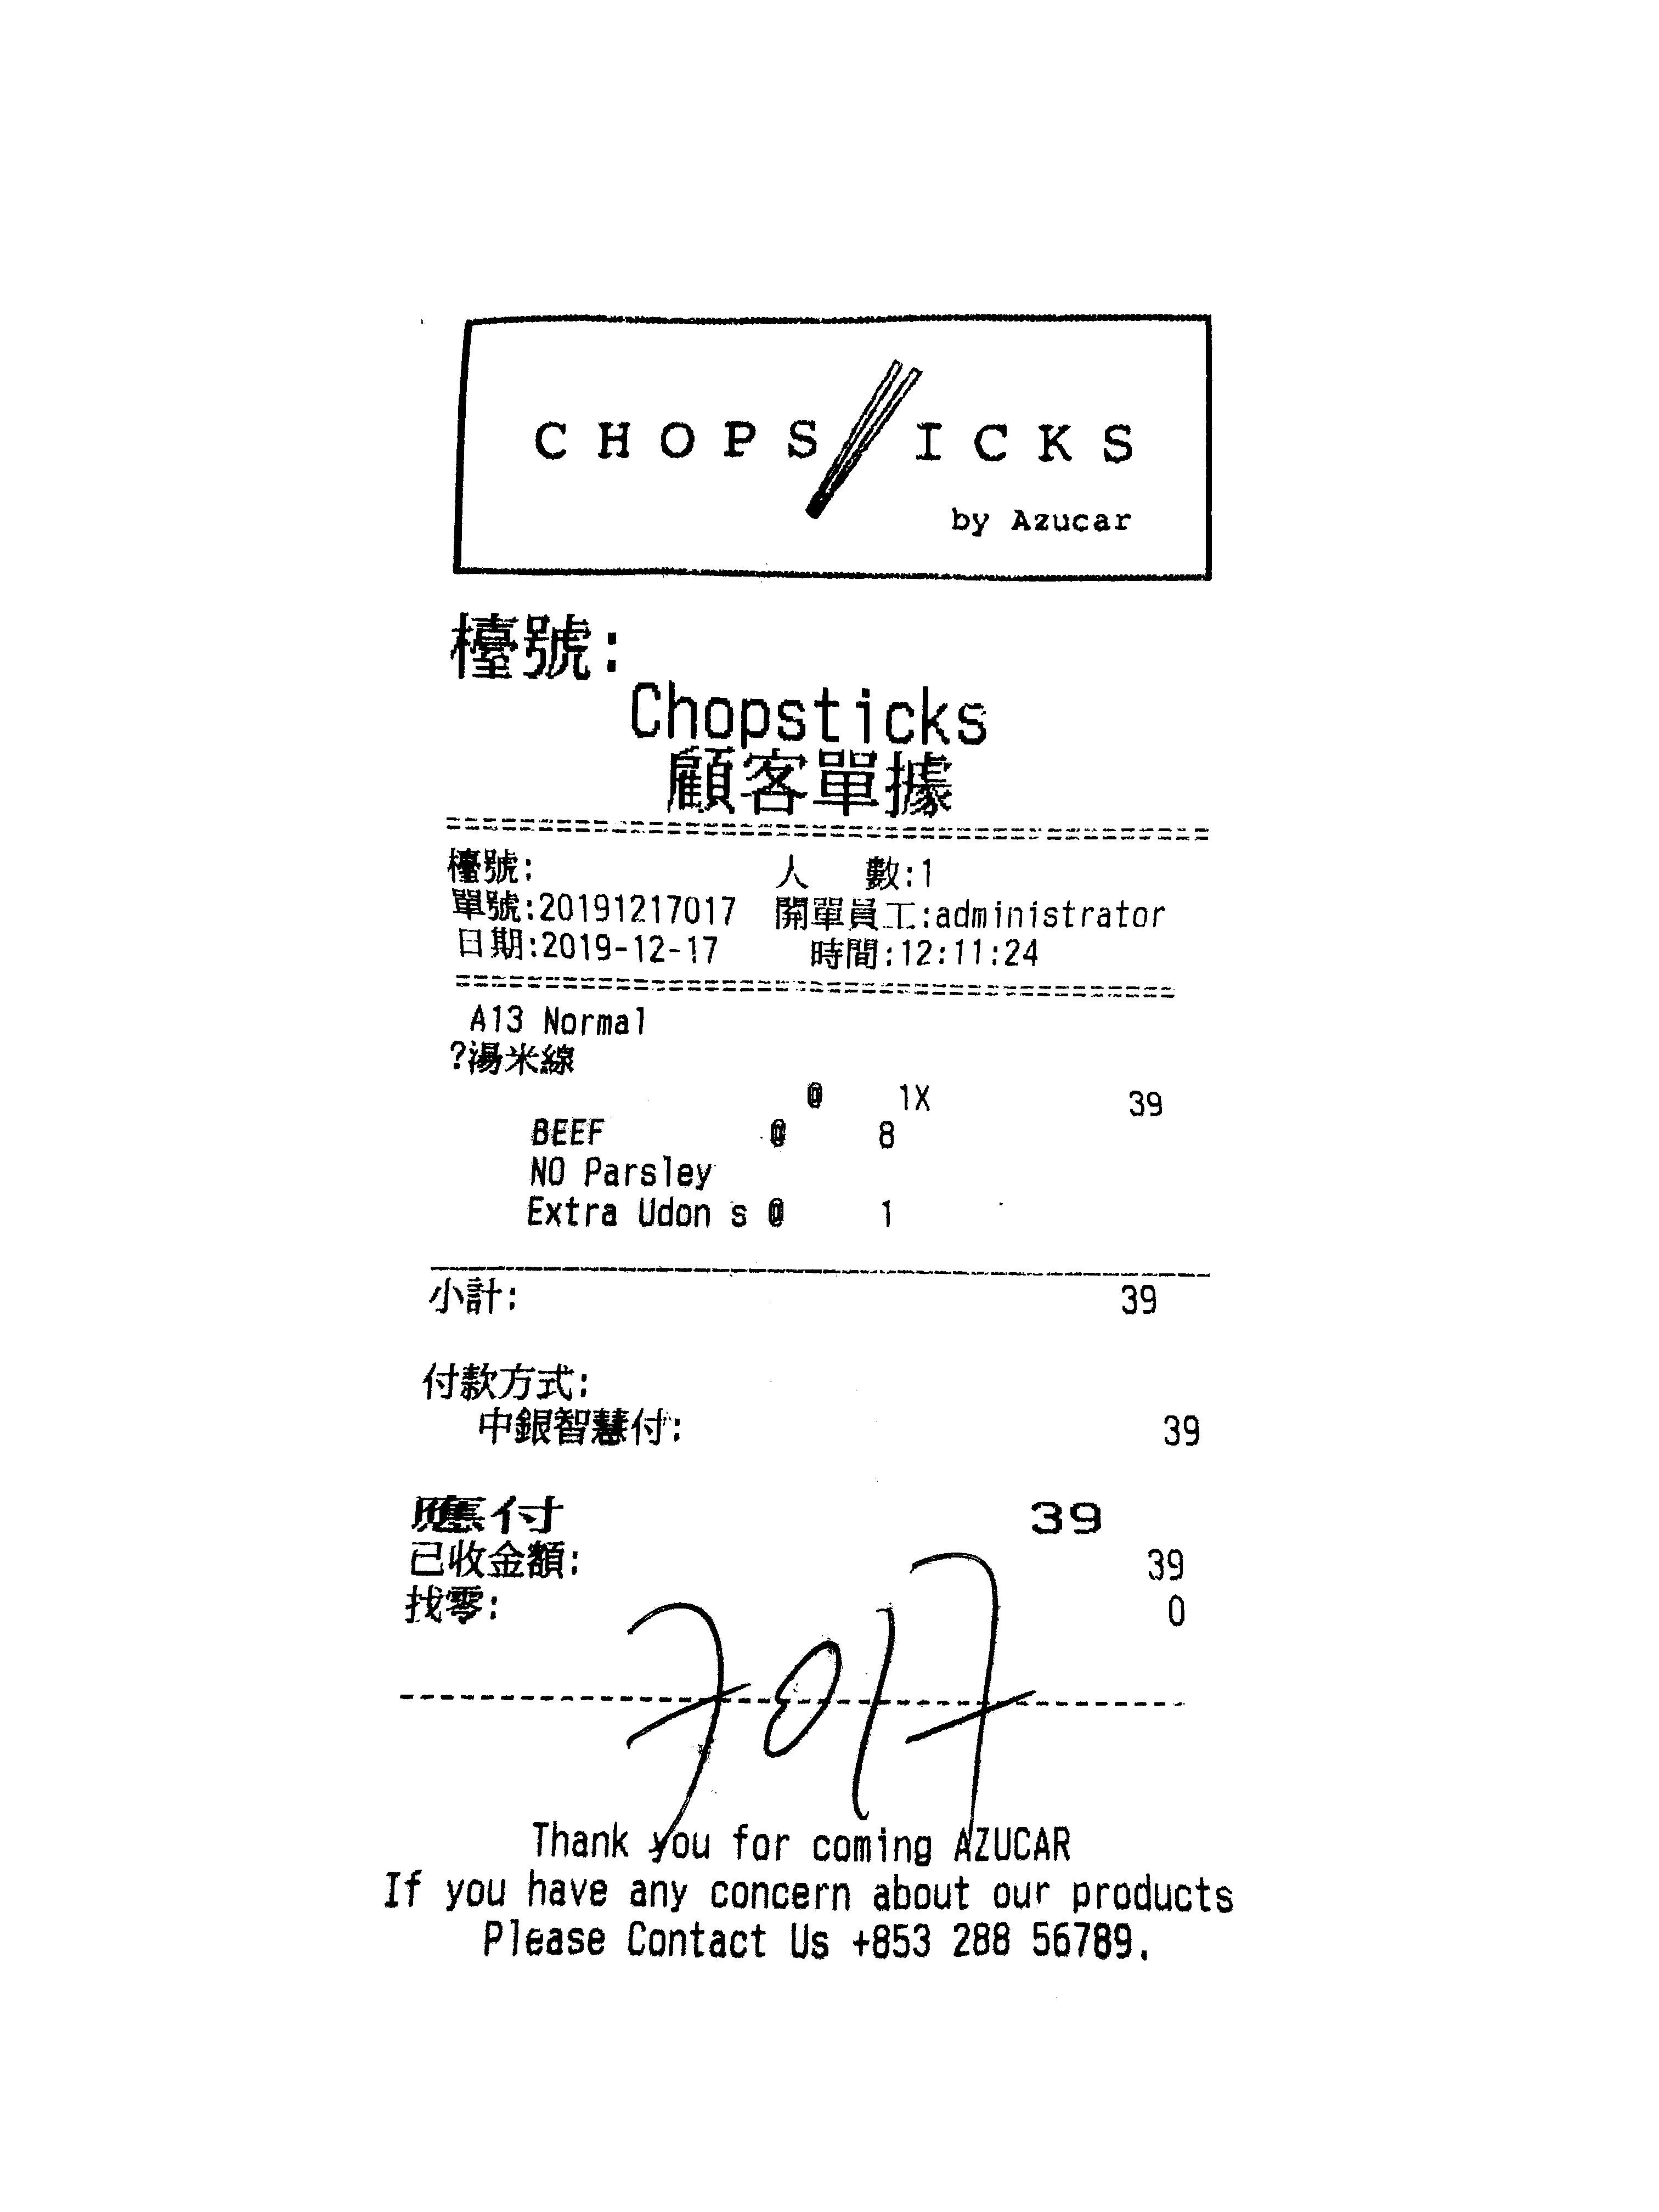 CHOPSTICKS
by Azucar
檯號:
Chopsticks
顧客單據
==========================================
檯號: 人 數:1
單號:20191217017 開單員工:administrator
日期:2019-12-17 時間:12:11:24
========================================
A13 Normal
?湯米線
@ 1X 39
BEEF @ 8
NO Parsley
Extra Udon s @ 1
小計: 39
付款方式:
中銀智慧付: 39
應付 39
已收金額: 39
找零: 0
7017
Thank you for coming AZUCAR
If you have any concern about our products
Please Contact Us +853 288 56789.